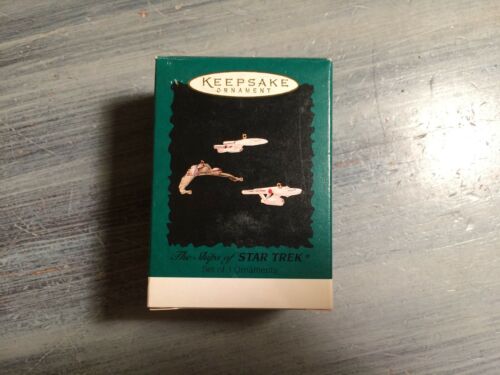 KEEPSAKE
ORNAMENT
The Ships of STAR TREK®
Set of 3 Ornaments